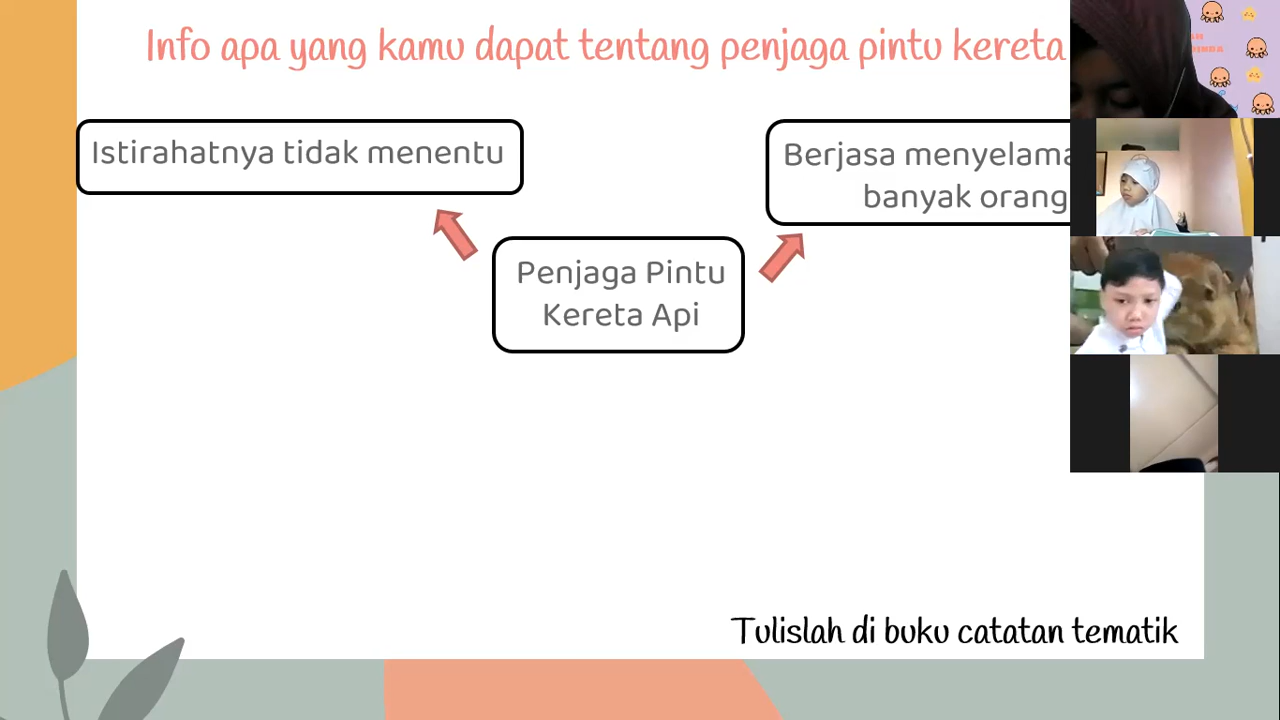 Info apa yang kamu dapat tentang penjaga pintu kereta
Istirahatnya tidak menentu
Berjasa
banyak orang
Penjaga Pintu
Kereta Api
Tulislah di buku catatan tematik